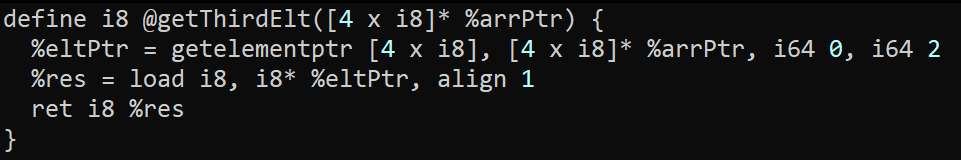 define i8 @getThirdElt([4 x i8]* %arrPtr) {
  %eltPtr = getelementptr [4 x i8], [4 x i8]* %arrPtr, i64 0, i64 2
  %res = load i8, i8* %eltPtr, align 1
  ret i8 %res
}